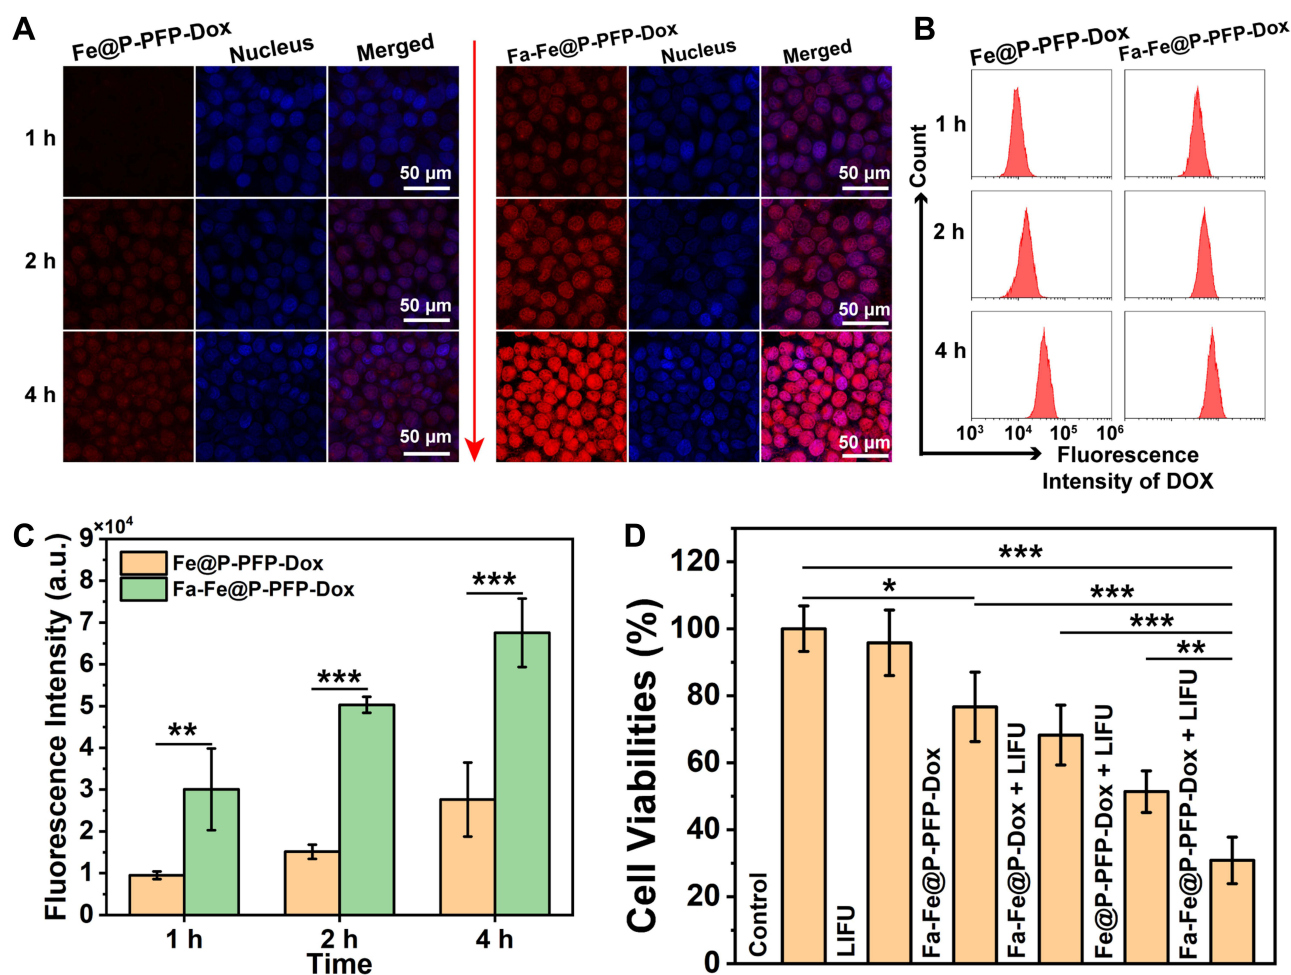 A
Fe@P-PFP-Dox
Nucleus
Merged
Fa-Fe@P-PFP-Dox
Nucleus
Merged
1 h
50 µm
50 µm
2 h
50 µm
50 µm
4 h
50 µm
50 µm
B
Fe@P-PFP-Dox
Fa-Fe@P-PFP-Dox
Count
1 h
2 h
4 h
10³
10⁴
10⁵
10⁶
Fluorescence
Intensity of DOX
C
×10⁴
Fluorescence Intensity (a.u.)
9
8
7
6
5
4
3
2
1
0
Fe@P-PFP-Dox
Fa-Fe@P-PFP-Dox
**
***
***
1 h
2 h
4 h
Time
D
Cell Viabilities (%)
120
100
80
60
40
20
0
***
*
***
***
**
Control
LIFU
Fa-Fe@P-PFP-Dox
Fa-Fe@P-Dox + LIFU
Fe@P-PFP-Dox + LIFU
Fa-Fe@P-PFP-Dox + LIFU